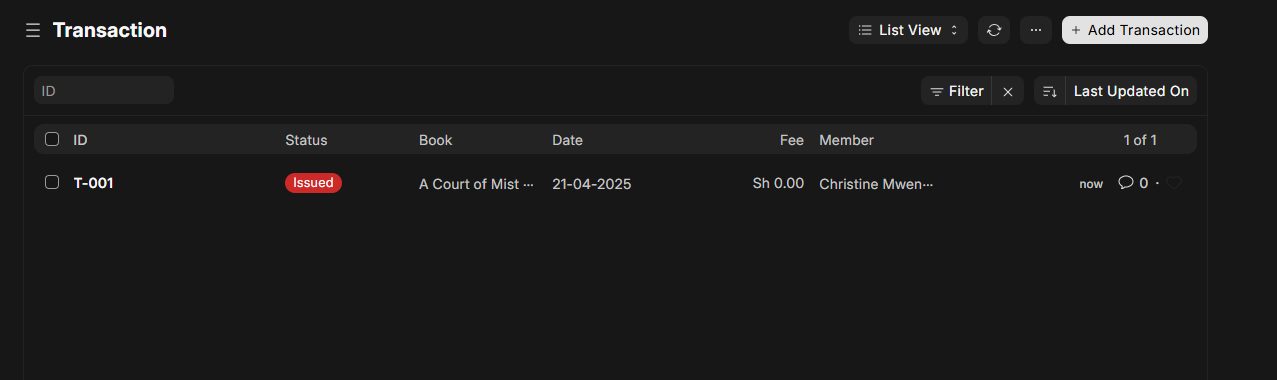 Transaction List View ... + Add Transaction
ID Filter Last Updated On
ID Status Book Date Fee Member 1 of 1
T-001 Issued A Court of Mist ... 21-04-2025 Sh 0.00 Christine Mwen... now 0 ·